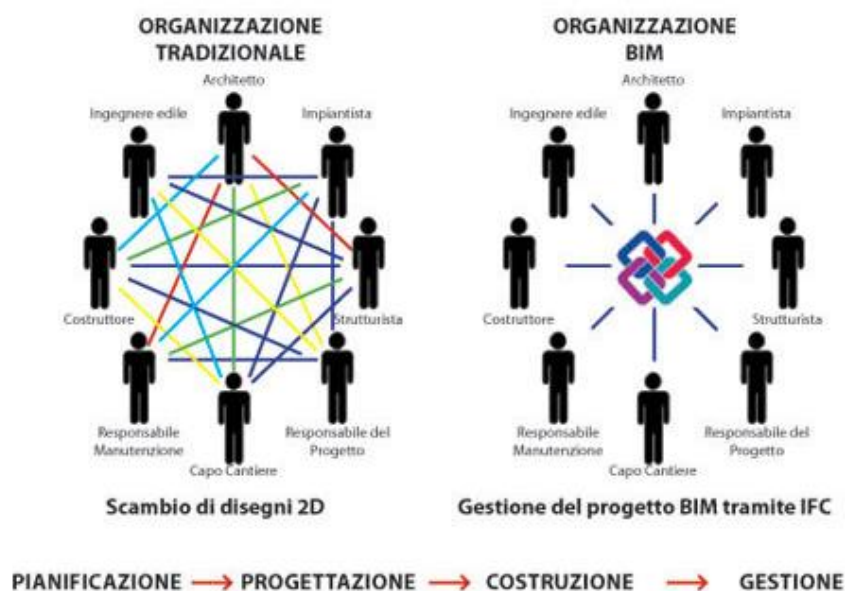 ORGANIZZAZIONE
TRADIZIONALE
Architetto
Ingegnere edile
Impiantista
Costruttore
Strutturista
Responsabile
Manutenzione
Capo Cantiere
Responsabile del
Progetto
Scambio di disegni 2D
ORGANIZZAZIONE
BIM
Architetto
Ingegnere edile
Impiantista
Costruttore
Strutturista
Responsabile
Manutenzione
Capo Cantiere
Responsabile del
Progetto
Gestione del progetto BIM tramite IFC
PIANIFICAZIONE → PROGETTAZIONE → COSTRUZIONE → GESTIONE